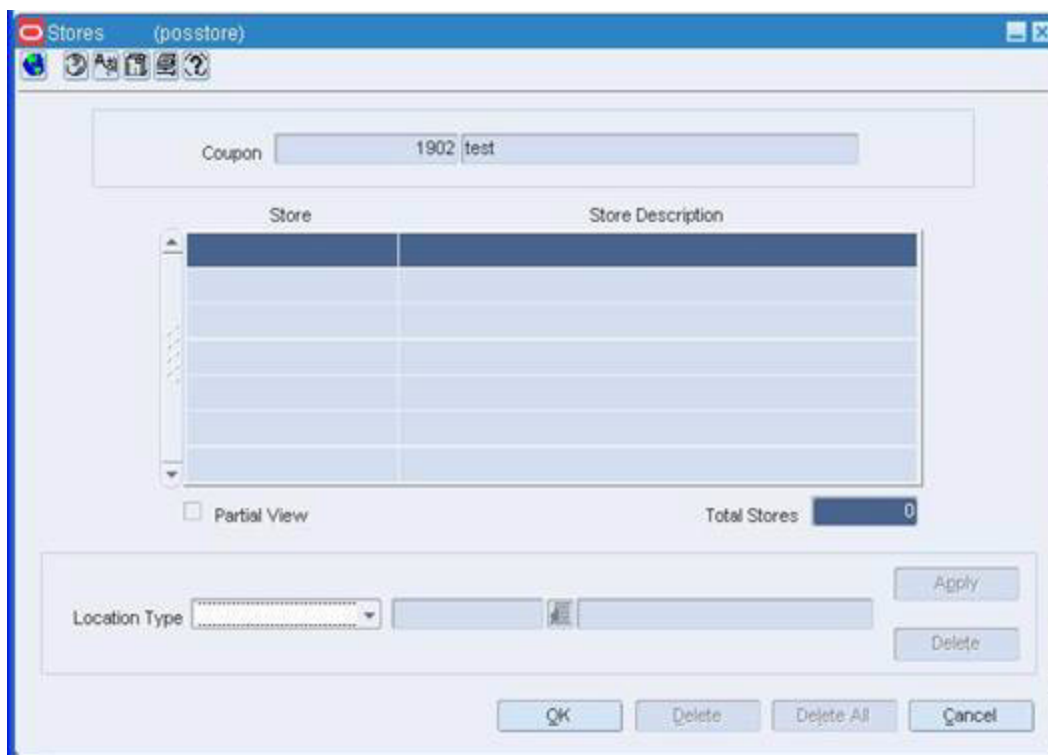 Stores (posstore)
Coupon 1902 test
Store Store Description
Partial View Total Stores 0
Location Type Apply
Delete
OK Delete Delete All Cancel